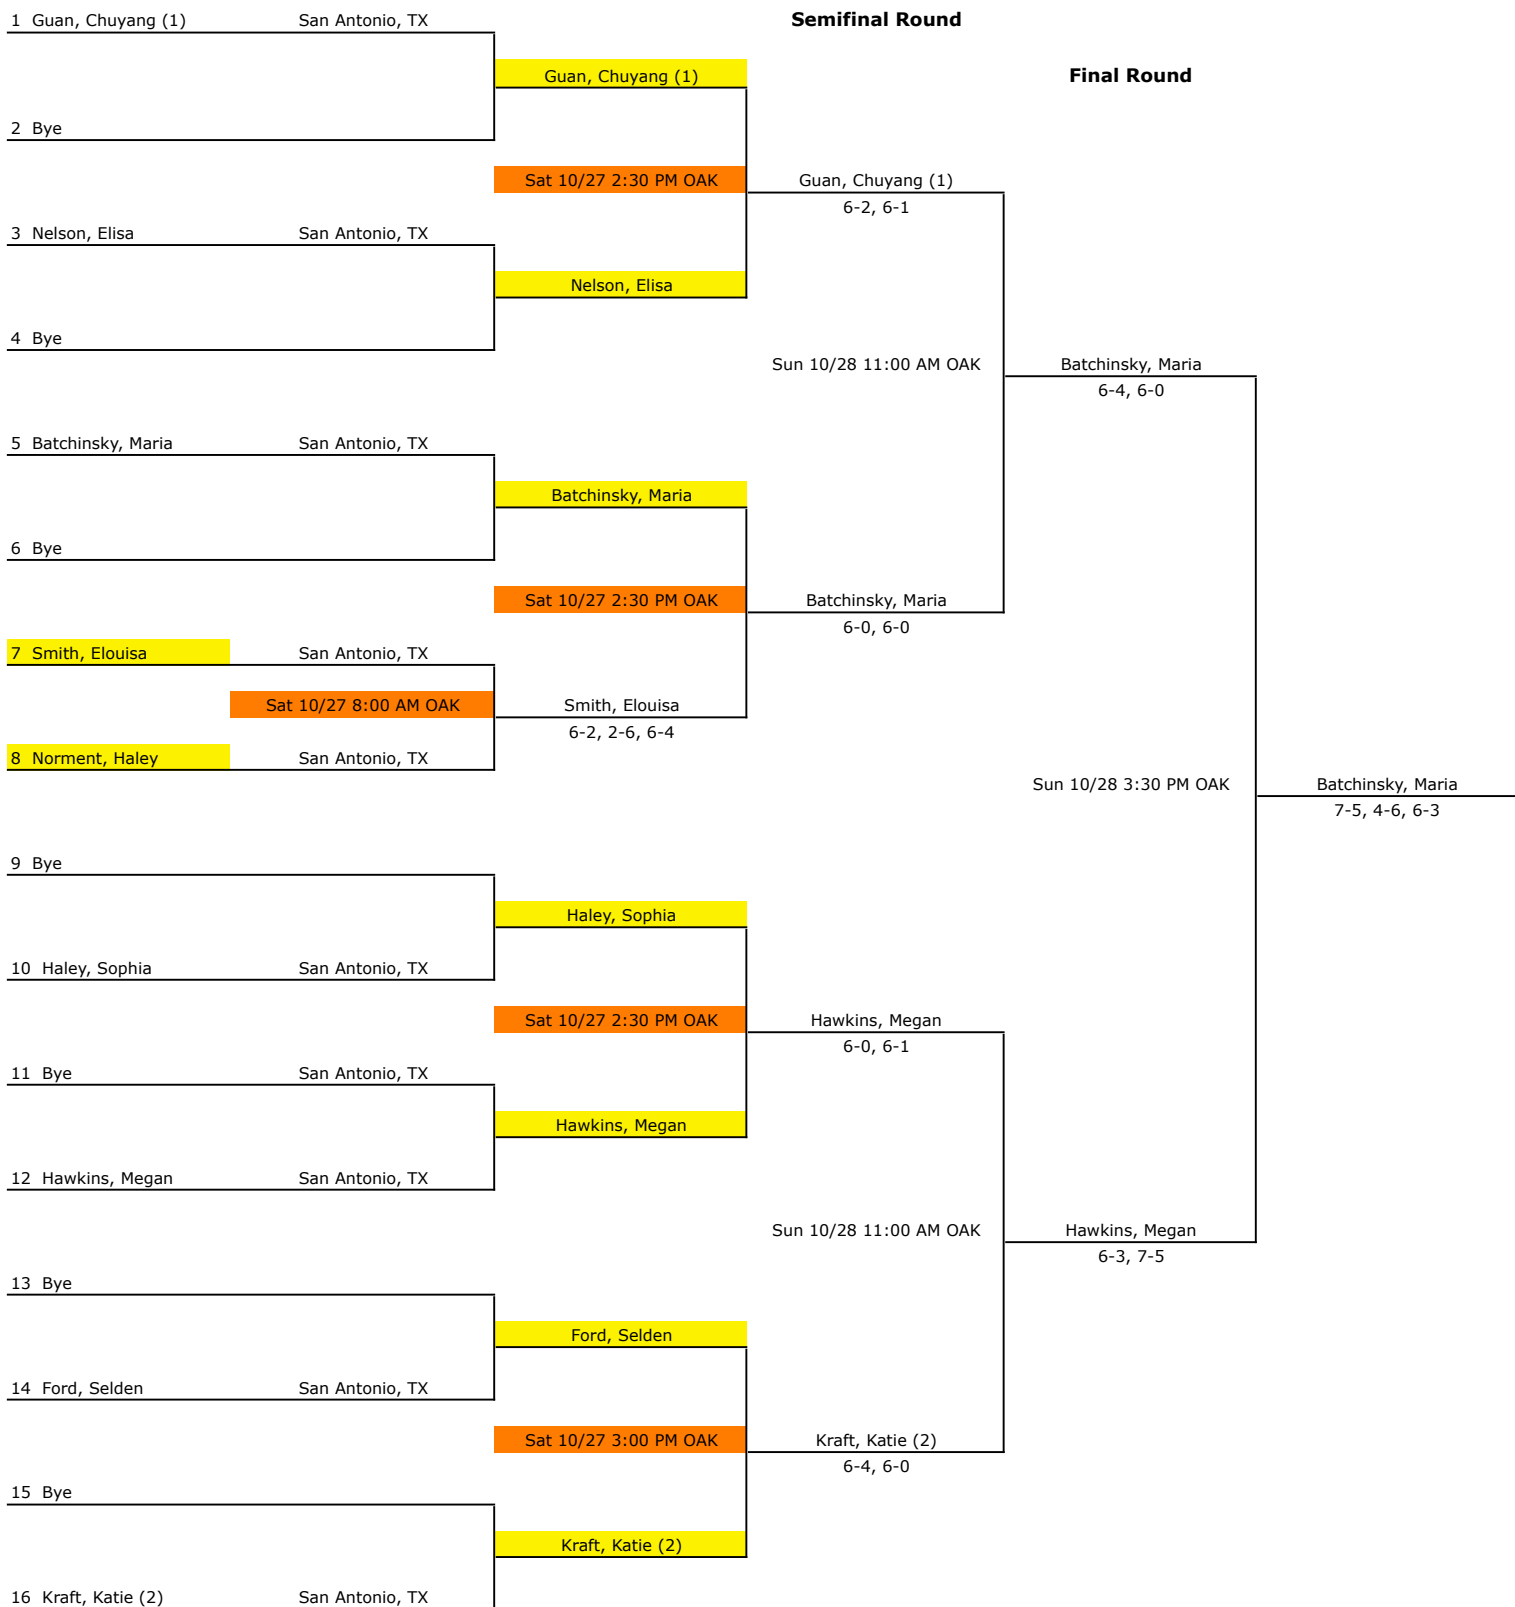 1 Guan, Chuyang (1) San Antonio, TX
Semifinal Round
Guan, Chuyang (1)
Final Round
2 Bye
Sat 10/27 2:30 PM OAK
Guan, Chuyang (1)
6-2, 6-1
3 Nelson, Elisa San Antonio, TX
Nelson, Elisa
4 Bye
Sun 10/28 11:00 AM OAK
Batchinsky, Maria
6-4, 6-0
5 Batchinsky, Maria San Antonio, TX
Batchinsky, Maria
6 Bye
Sat 10/27 2:30 PM OAK
Batchinsky, Maria
6-0, 6-0
7 Smith, Elouisa San Antonio, TX
Sat 10/27 8:00 AM OAK
Smith, Elouisa
6-2, 2-6, 6-4
8 Norment, Haley San Antonio, TX
Sun 10/28 3:30 PM OAK
Batchinsky, Maria
7-5, 4-6, 6-3
9 Bye
Haley, Sophia
10 Haley, Sophia San Antonio, TX
Sat 10/27 2:30 PM OAK
Hawkins, Megan
6-0, 6-1
11 Bye San Antonio, TX
Hawkins, Megan
12 Hawkins, Megan San Antonio, TX
Sun 10/28 11:00 AM OAK
Hawkins, Megan
6-3, 7-5
13 Bye
Ford, Selden
14 Ford, Selden San Antonio, TX
Sat 10/27 3:00 PM OAK
Kraft, Katie (2)
6-4, 6-0
15 Bye
Kraft, Katie (2)
16 Kraft, Katie (2) San Antonio, TX